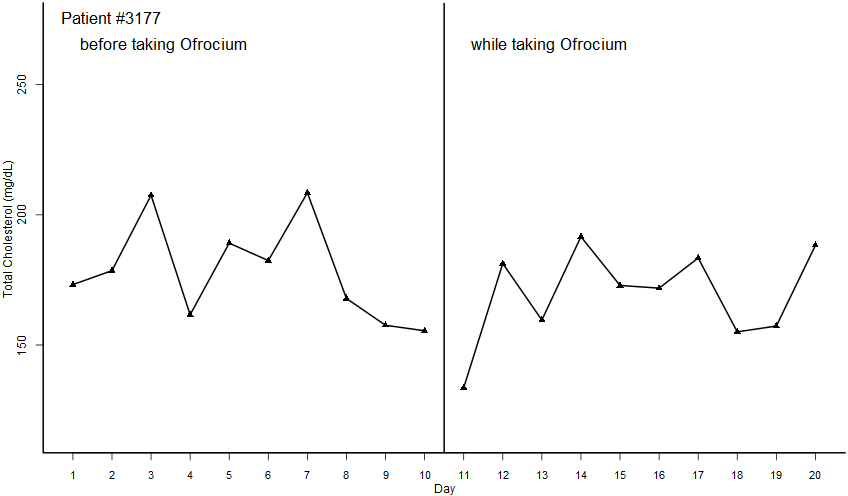 Patient #3177
before taking Ofrocium
while taking Ofrocium
Total Cholesterol (mg/dL)
250
200
150
1 2 3 4 5 6 7 8 9 10 11 12 13 14 15 16 17 18 19 20
Day